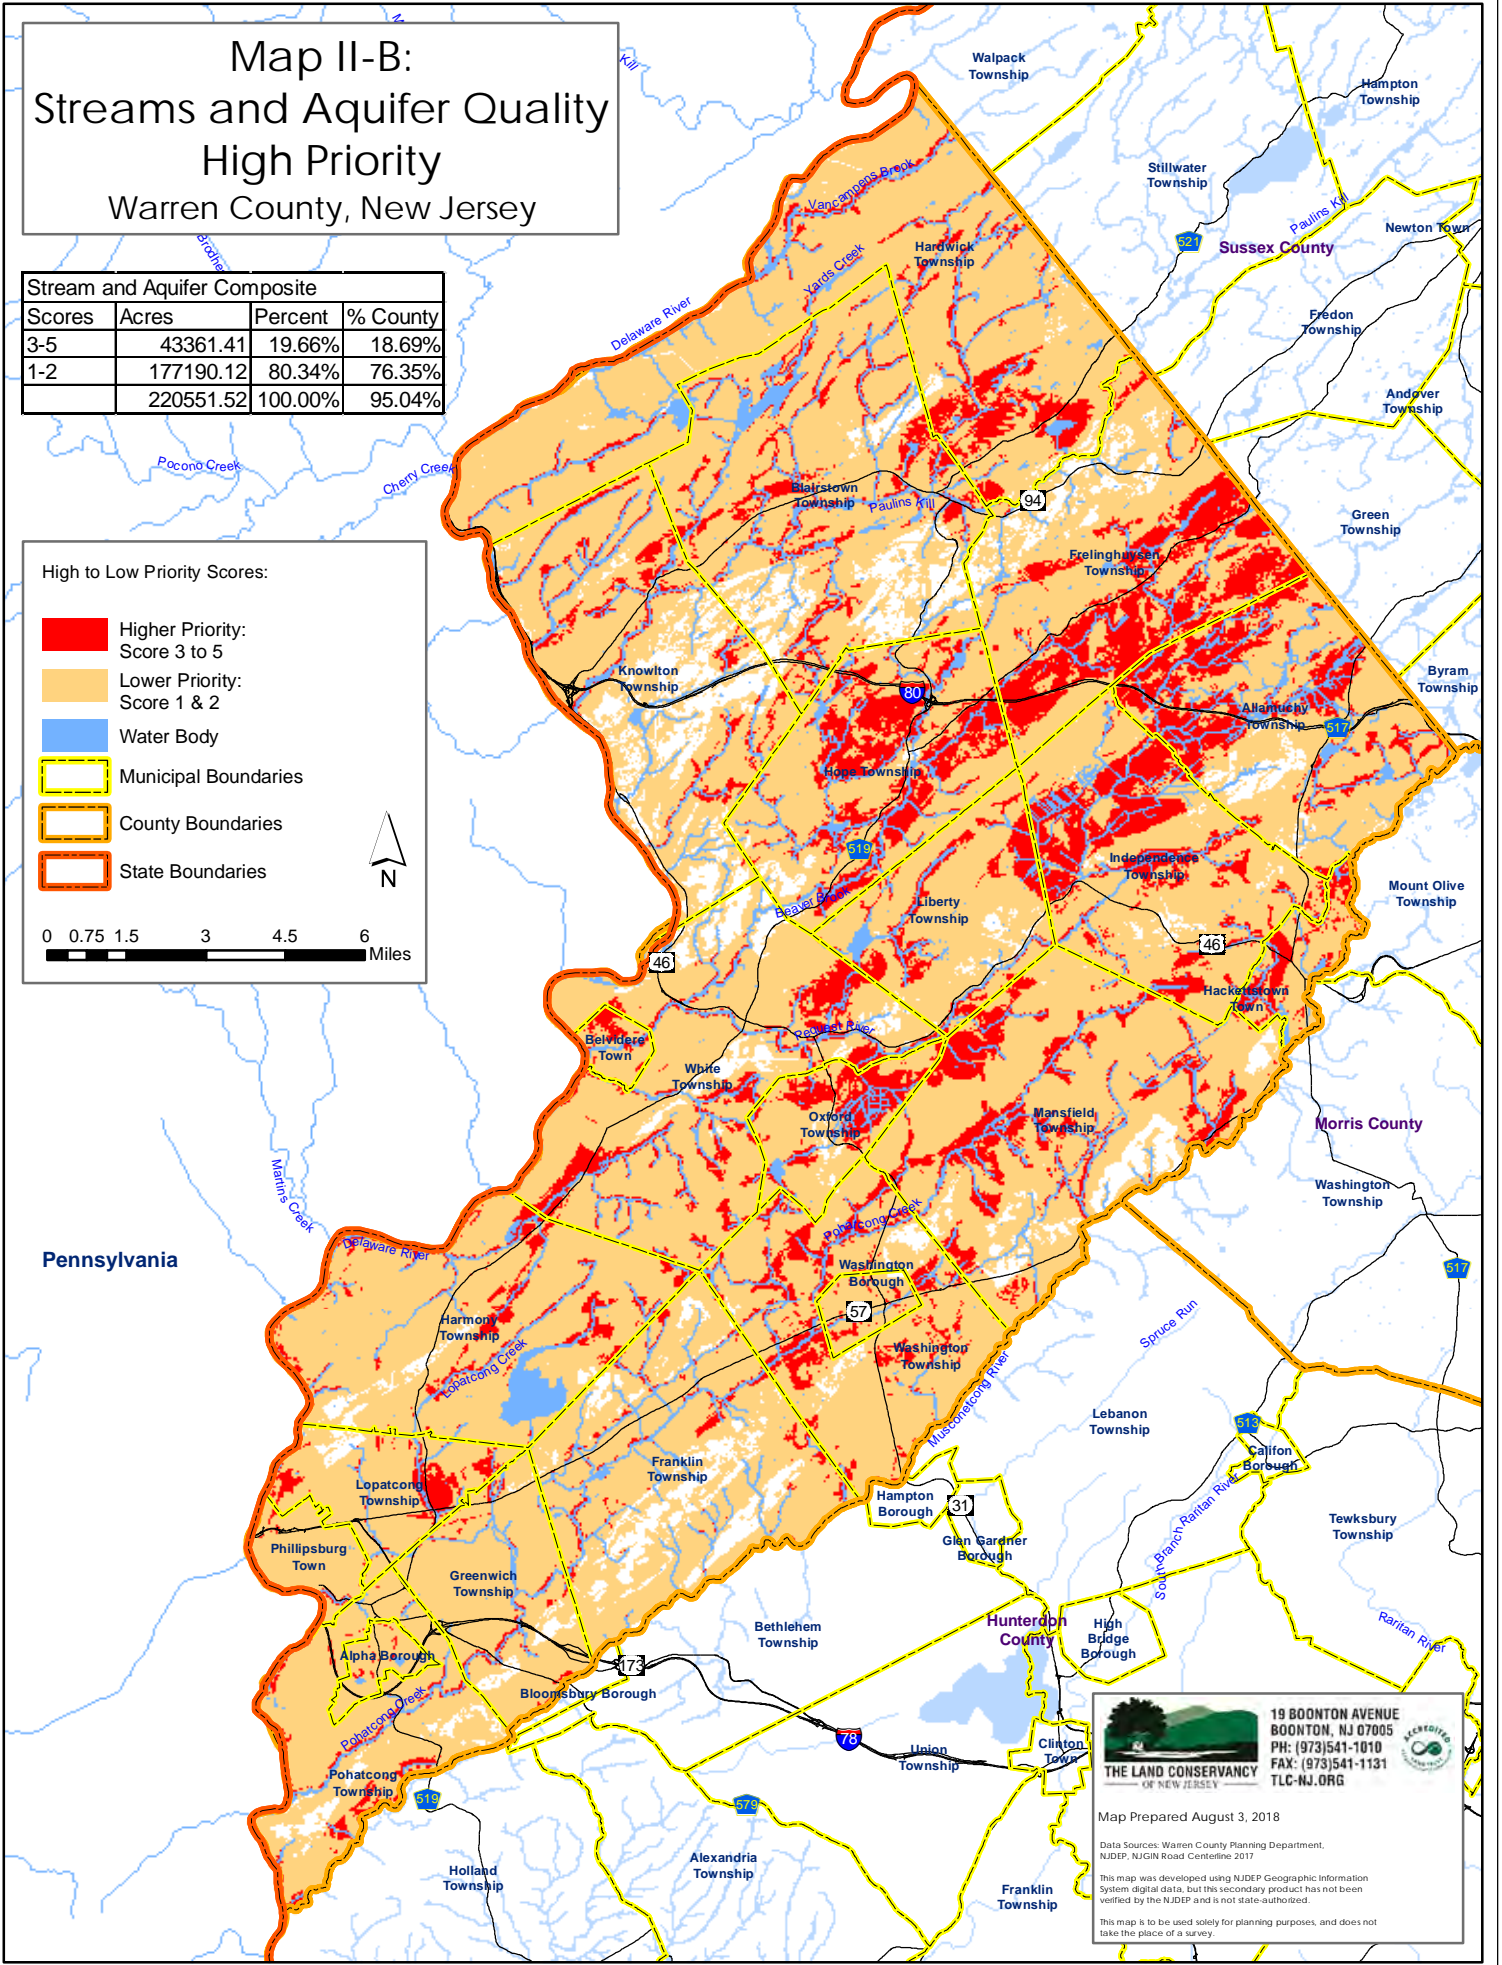 Map II-B:
Streams and Aquifer Quality
High Priority
Warren County, New Jersey
Stream and Aquifer Composite
Scores Acres Percent % County
3-5 43361.41 19.66% 18.69%
1-2 177190.12 80.34% 76.35%
220551.52 100.00% 95.04%
High to Low Priority Scores:
Higher Priority:
Score 3 to 5
Lower Priority:
Score 1 & 2
Water Body
Municipal Boundaries
County Boundaries
State Boundaries
N
0 0.75 1.5 3 4.5 6
Miles
Kill
Walpack
Township
Hampton
Township
Stillwater
Township
521
Sussex County
Paulins Kill
Newton Town
Fredon
Township
Andover
Township
Green
Township
Byram
Township
Vancampens Brook
Hardwick
Township
Yards Creek
Delaware River
Pocono Creek
Cherry Creek
Blairstown
Township
Paulins Kill
94
Frelinghuysen
Township
Knowlton
Township
80
Allamuchy
Township
517
Hope Township
519
Independence
Township
Beaver Brook
Liberty
Township
Mount Olive
Township
46
46
Hackettstown
Town
Request River
Belvidere
Town
White
Township
Oxford
Township
Mansfield
Township
Morris County
Washington
Township
Martins Creek
Pohatcong Creek
Pennsylvania
Delaware River
Washington
Borough
57
517
Harmony
Township
Lopatcong Creek
Washington
Township
Spruce Run
Musconetcong River
Lebanon
Township
513
Califon
Borough
Franklin
Township
Lopatcong
Township
Hampton
Borough
31
South Branch Raritan River
Tewksbury
Township
Glen Gardner
Borough
Phillipsburg
Town
Greenwich
Township
Bethlehem
Township
Hunterdon
County
High
Bridge
Borough
Raritan River
Alpha Borough
173
Bloomsbury Borough
Pohatcong Creek
78
Union
Township
Clinton
Town
Pohatcong
Township
519
579
Holland
Township
Alexandria
Township
Franklin
Township
THE LAND CONSERVANCY
OF NEW JERSEY
19 BOONTON AVENUE
BOONTON, NJ 07005
PH: (973)541-1010
FAX: (973)541-1131
TLC-NJ.ORG
ACCREDITED
Map Prepared August 3, 2018
Data Sources: Warren County Planning Department,
NJDEP, NJGIN Road Centerline 2017
This map was developed using NJDEP Geographic Information
System digital data, but this secondary product has not been
verified by the NJDEP and is not state-authorized.
This map is to be used solely for planning purposes, and does not
take the place of a survey.